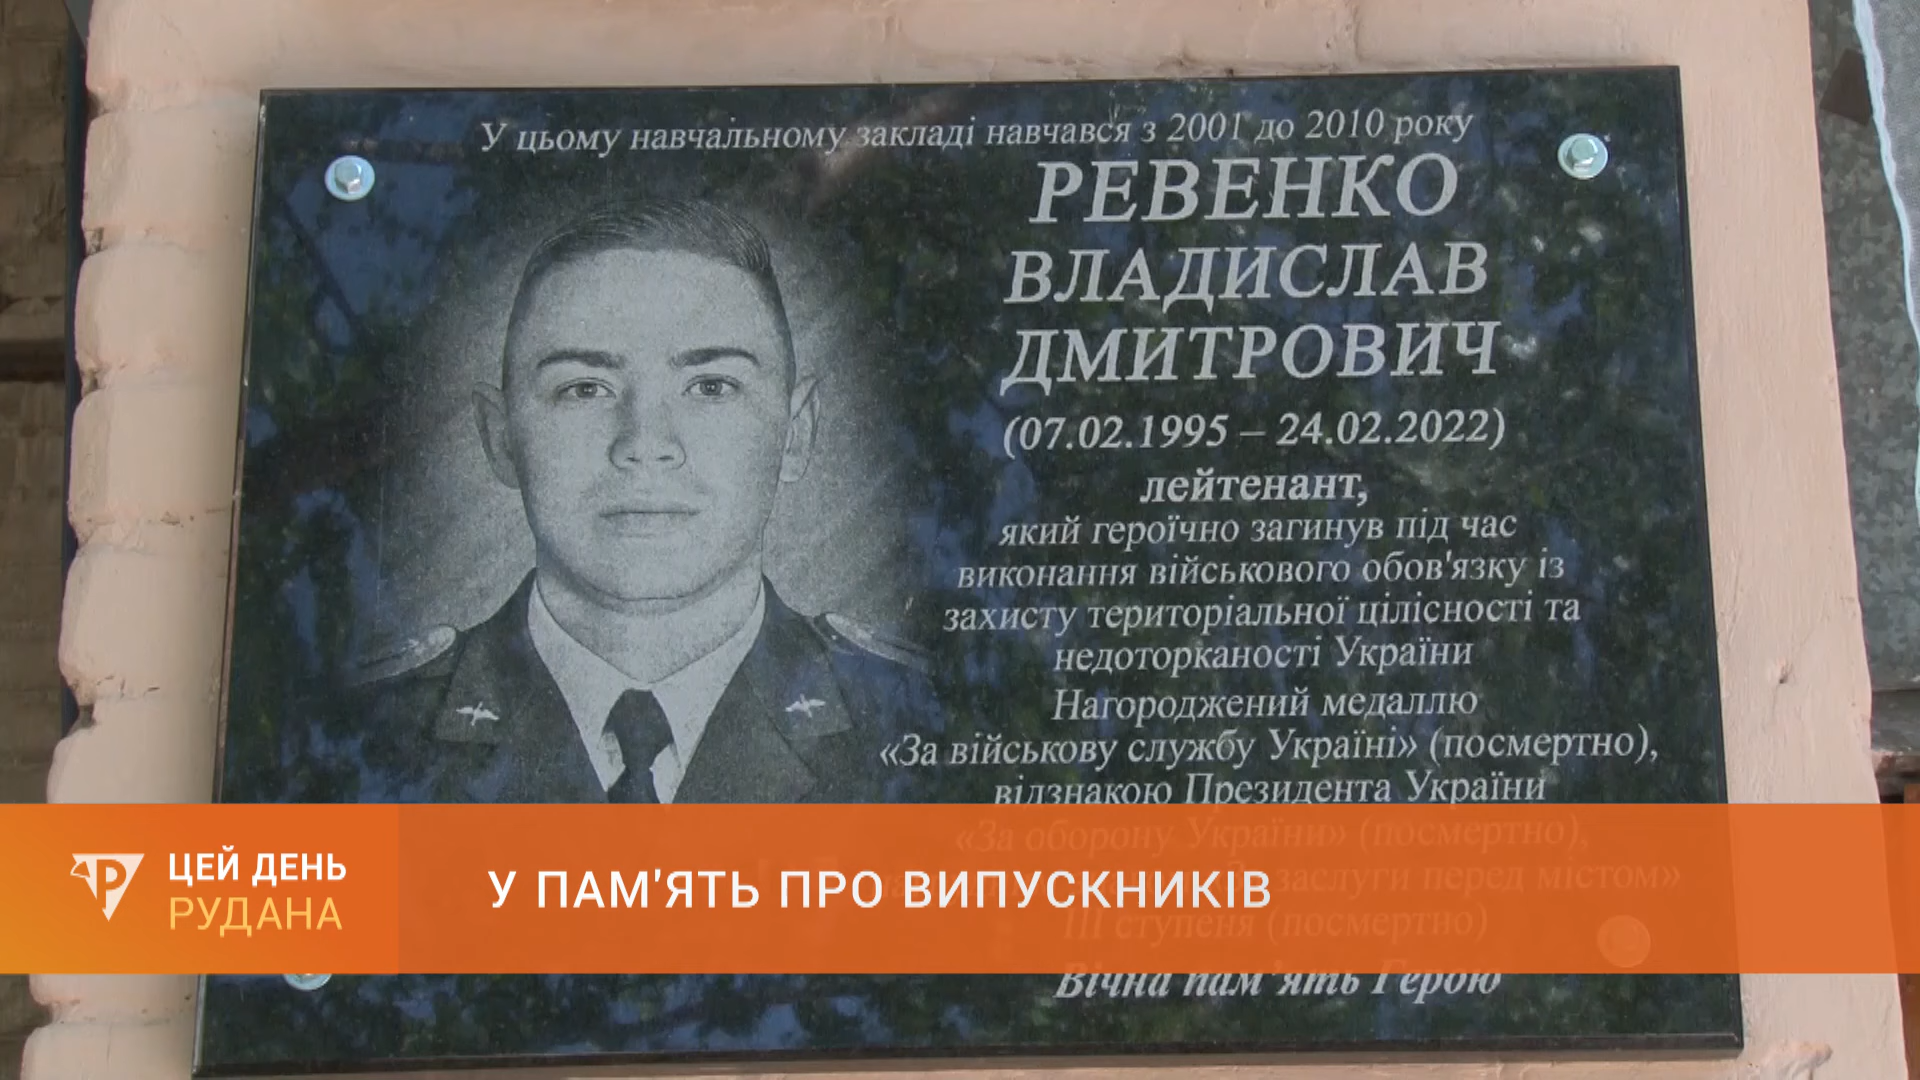 У цьому навчальному закладі навчався з 2001 до 2010 року
РЕВЕНКО
ВЛАДИСЛАВ
ДМИТРОВИЧ
(07.02.1995 – 24.02.2022)
лейтенант,
який героїчно загинув під час
виконання військового обов'язку із
захисту територіальної цілісності та
недоторканості України
Нагороджений медаллю
«За військову службу Україні» (посмертно),
відзнакою Президента України
«За оборону України» (посмертно),
заслуги перед містом»
ІІІ ступеня (посмертно)
Вічна пам'ять Герою
ЦЕЙ ДЕНЬ
РУДАНА
У ПАМ'ЯТЬ ПРО ВИПУСКНИКІВ